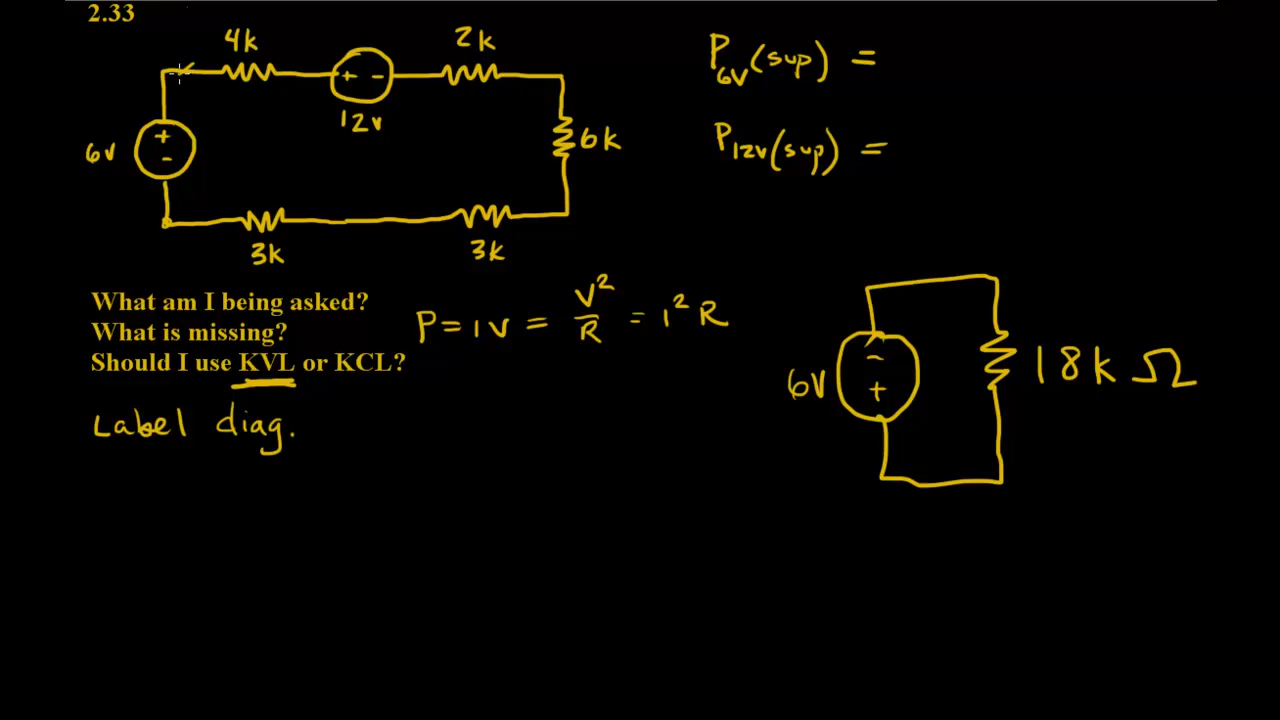 2.33
4k
2k
P6V (sup) =
+ -
12v
6v
+
-
6k
P12v (sup) =
3k
3k
What am I being asked?
What is missing?
Should I use KVL or KCL?
P = IV = V²/R = I² R
Label diag.
6V
-
+
18k Ω